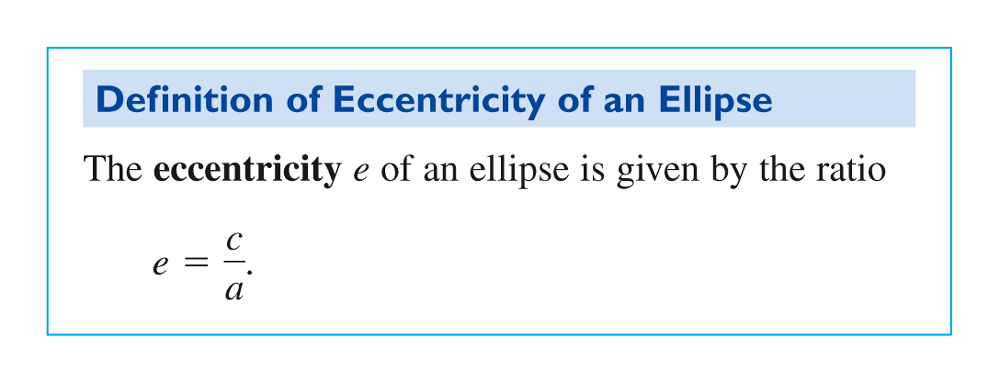 Definition of Eccentricity of an Ellipse
The eccentricity e of an ellipse is given by the ratio
e = c/a.